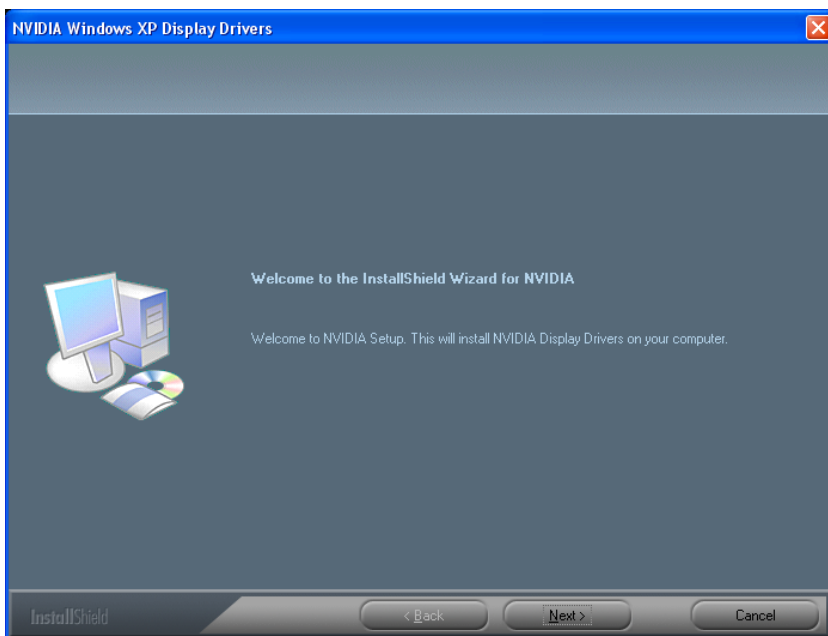 NVIDIA Windows XP Display Drivers
Welcome to the InstallShield Wizard for NVIDIA
Welcome to NVIDIA Setup. This will install NVIDIA Display Drivers on your computer.
InstallShield
< Back
Next >
Cancel